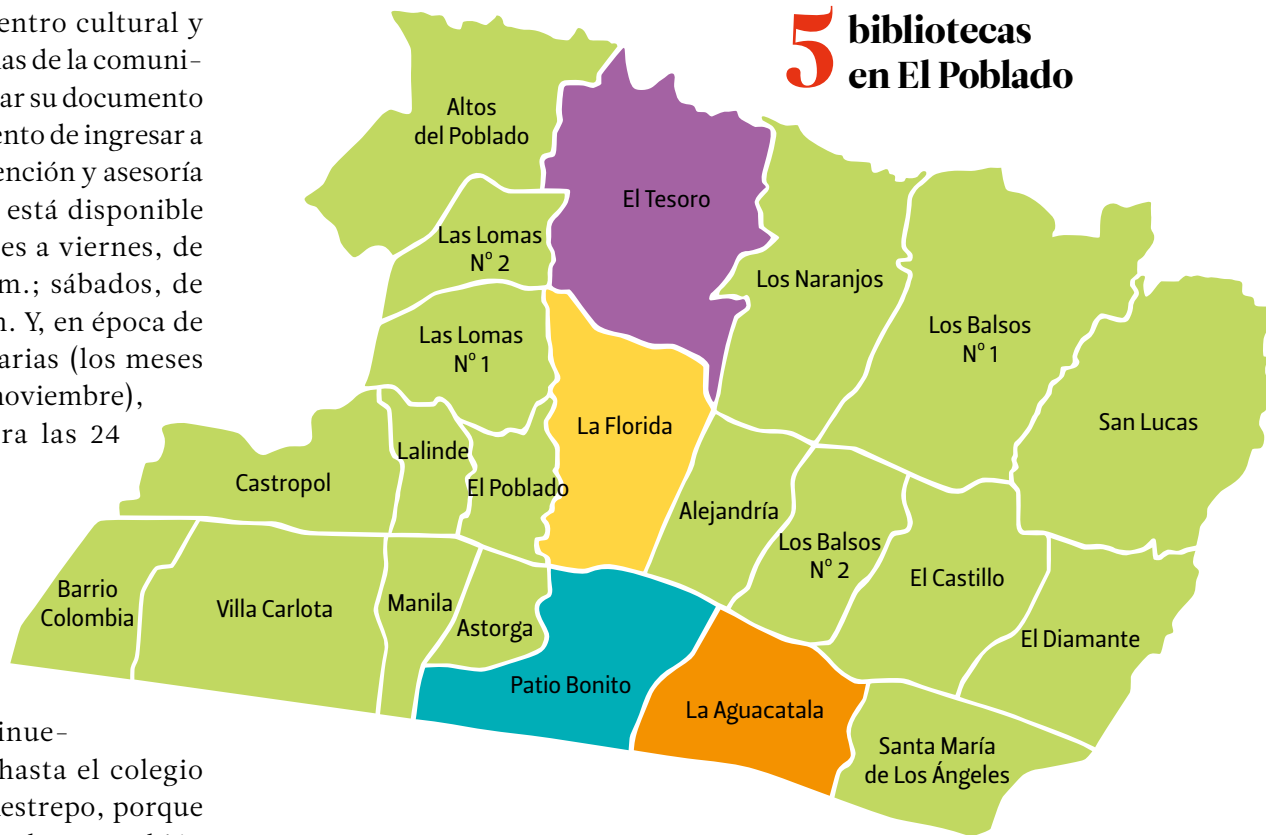 entro cultural y
as de la comuni-
ar su documento
ento de ingresar a
ención y asesoría
está disponible
es a viernes, de
m.; sábados, de
n. Y, en época de
arias (los meses
noviembre),
ra las 24
inue-
hasta el colegio
estrepo, porque
5 bibliotecas
en El Poblado
Altos
del Poblado
El Tesoro
Las Lomas
N° 2
Los Naranjos
Los Balsos
N° 1
Las Lomas
N° 1
San Lucas
La Florida
Lalinde
Castropol
El Poblado
Alejandría
Los Balsos
N° 2
El Castillo
Barrio
Colombia
Villa Carlota
Manila
Astorga
El Diamante
Patio Bonito
La Aguacatala
Santa María
de Los Ángeles